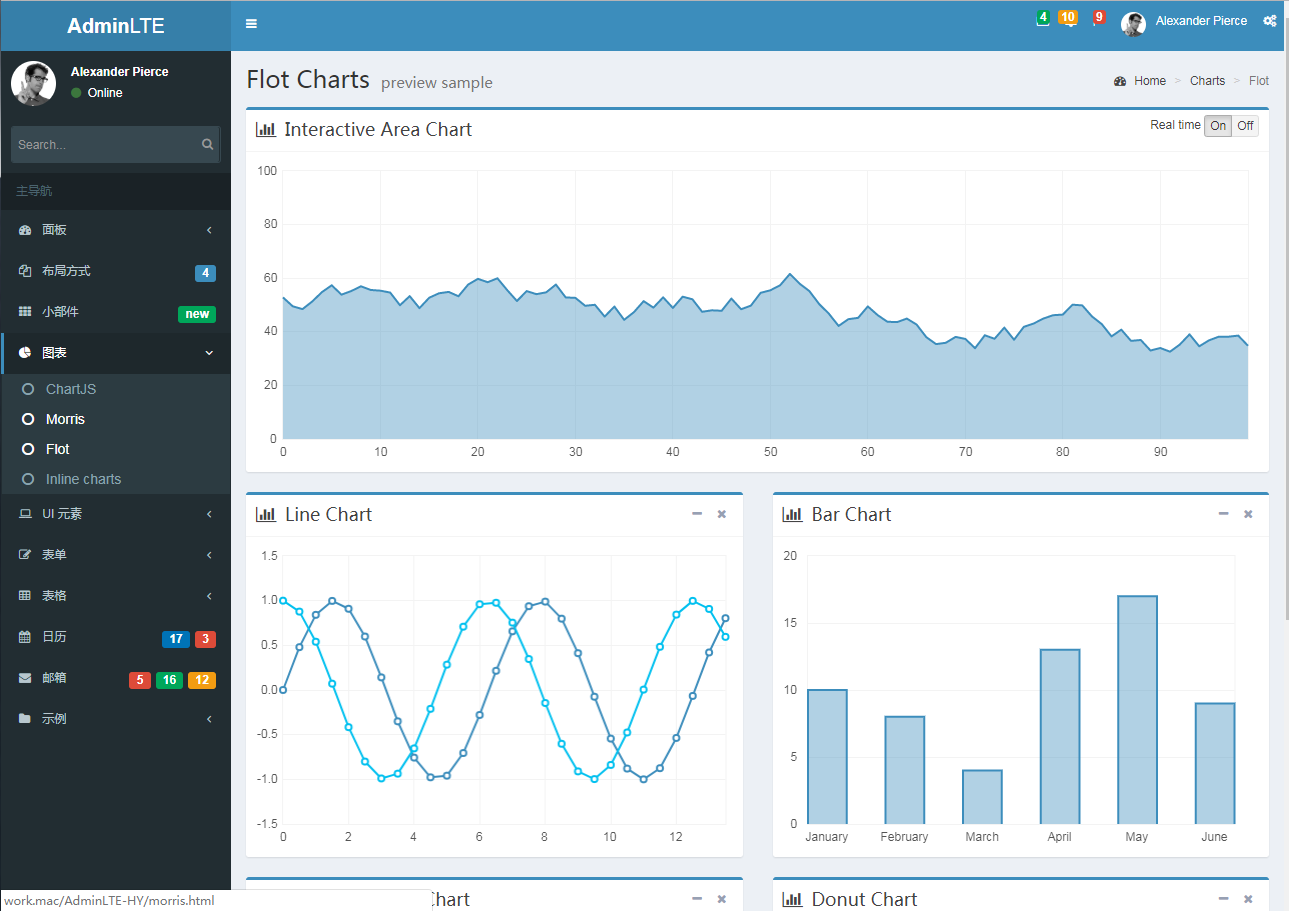 AdminLTE
4 10 9 Alexander Pierce
Alexander Pierce
Online
Search...
主导航
面板
布局方式 4
小部件 new
图表
ChartJS
Morris
Flot
Inline charts
UI 元素
表单
表格
日历 17 3
邮箱 5 16 12
示例
work.mac/AdminLTE-HY/morris.html
Flot Charts preview sample
Home > Charts > Flot
Interactive Area Chart
Real time On Off
100
80
60
40
20
0
0 10 20 30 40 50 60 70 80 90
Line Chart
1.5
1.0
0.5
0.0
-0.5
-1.0
-1.5
0 2 4 6 8 10 12
Bar Chart
20
15
10
5
0
January February March April May June
Chart
Donut Chart